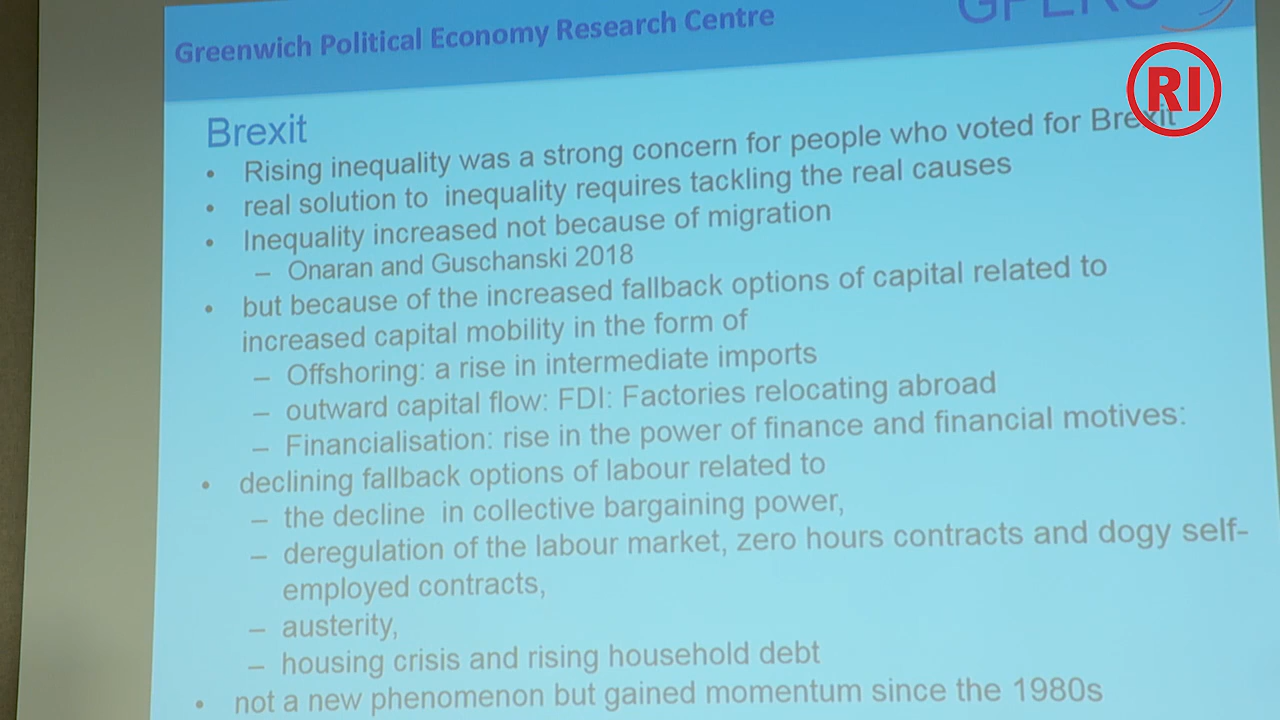 Greenwich Political Economy Research Centre
GPERC
RI
Brexit
• Rising inequality was a strong concern for people who voted for Brexit
• real solution to inequality requires tackling the real causes
• Inequality increased not because of migration
– Onaran and Guschanski 2018
• but because of the increased fallback options of capital related to
increased capital mobility in the form of
– Offshoring: a rise in intermediate imports
– outward capital flow: FDI: Factories relocating abroad
– Financialisation: rise in the power of finance and financial motives:
• declining fallback options of labour related to
– the decline in collective bargaining power,
– deregulation of the labour market, zero hours contracts and dogy self-
employed contracts,
– austerity,
– housing crisis and rising household debt
• not a new phenomenon but gained momentum since the 1980s